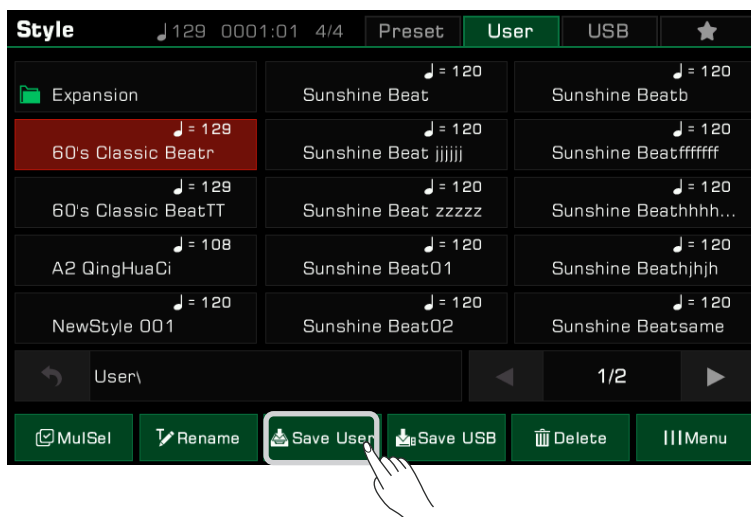 Style ♩129 0001:01 4/4 Preset User USB
Expansion
♩= 120
Sunshine Beat
♩= 120
Sunshine Beatb
♩= 129
60's Classic Beatr
♩= 120
Sunshine Beat jjjjjj
♩= 120
Sunshine Beatfffffff
♩= 129
60's Classic BeatTT
♩= 120
Sunshine Beat zzzzz
♩= 120
Sunshine Beathhhh...
♩= 108
A2 QingHuaCi
♩= 120
Sunshine Beat01
♩= 120
Sunshine Beathjhjh
♩= 120
NewStyle 001
♩= 120
Sunshine Beat02
♩= 120
Sunshine Beatsame
User\ 1/2
MulSel Rename Save User Save USB Delete Menu